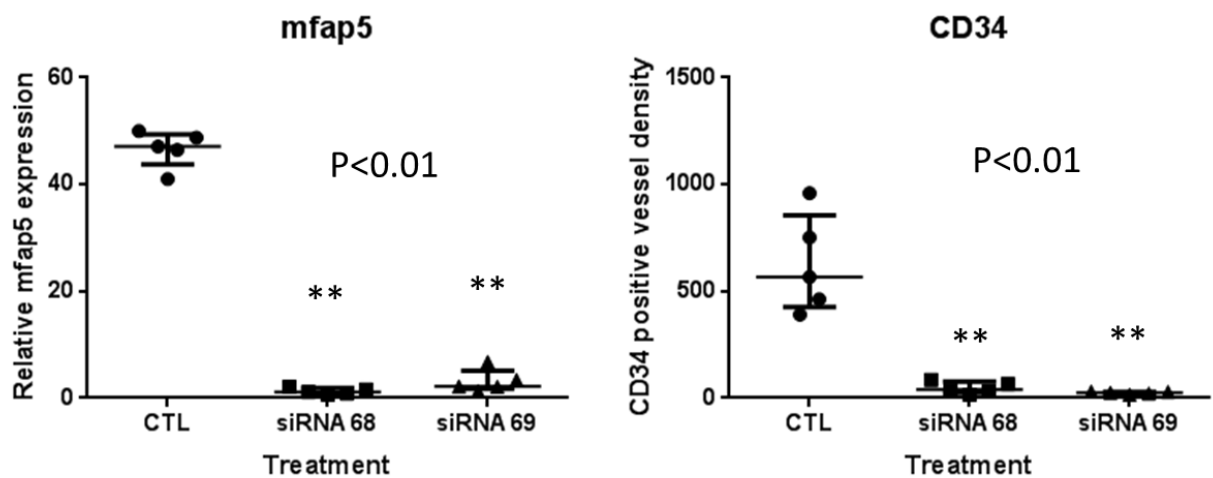 mfap5
Relative mfap5 expression
60
40
20
0
P<0.01
**
**
CTL
siRNA 68
siRNA 69
Treatment
CD34
CD34 positive vessel density
1500
1000
500
0
P<0.01
**
**
CTL
siRNA 68
siRNA 69
Treatment